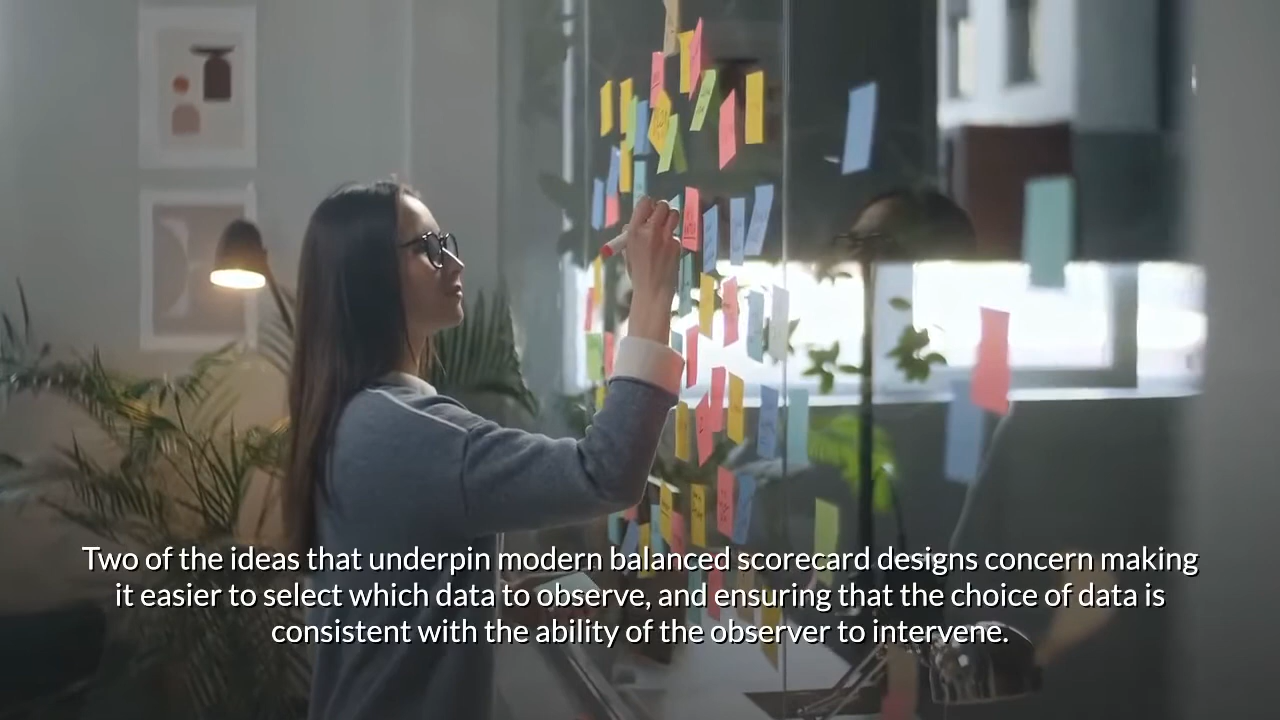 Two of the ideas that underpin modern balanced scorecard designs concern making
it easier to select which data to observe, and ensuring that the choice of data is
consistent with the ability of the observer to intervene.